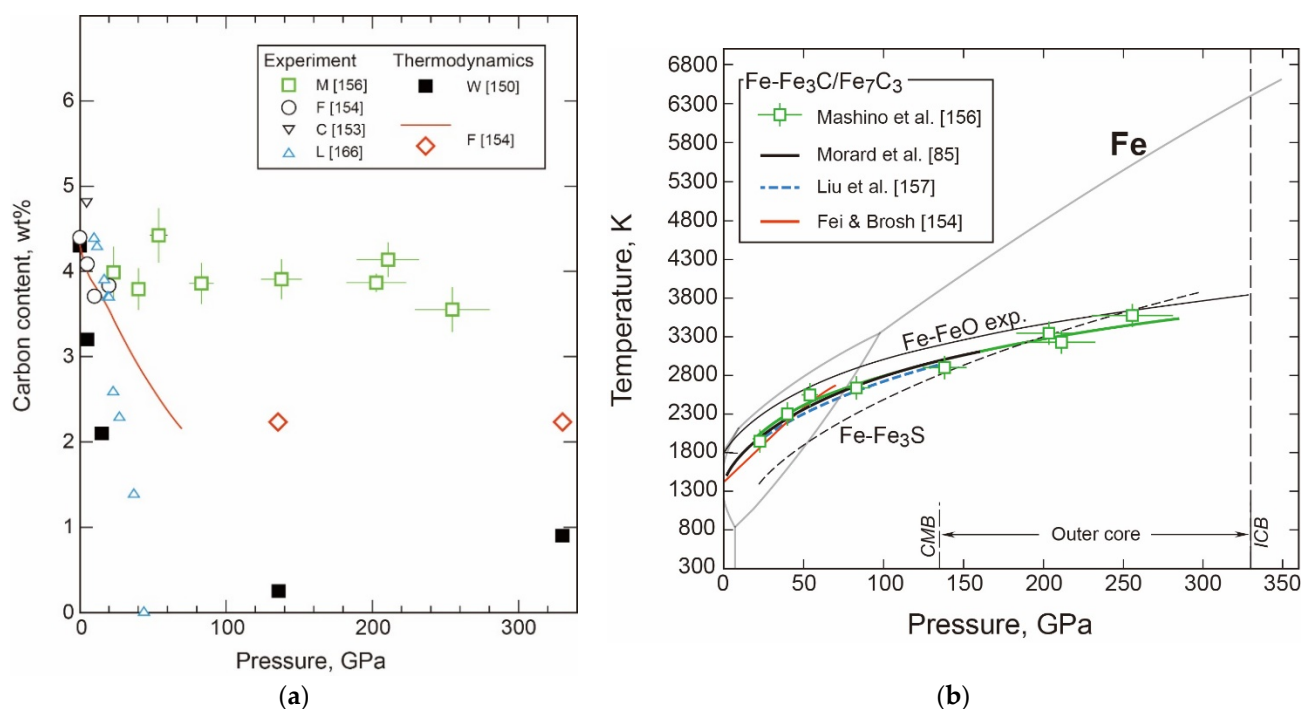 Carbon content, wt%
6
5
4
3
2
1
0
0
100
200
300
Pressure, GPa
Experiment
M [156]
F [154]
C [153]
L [166]
Thermodynamics
W [150]
F [154]
(a)
Temperature, K
6800
6300
5800
5300
4800
4300
3800
3300
2800
2300
1800
1300
800
300
Fe-Fe₃C/Fe₇C₃
Mashino et al. [156]
Morard et al. [85]
Liu et al. [157]
Fei & Brosh [154]
Fe
Fe-FeO exp.
Fe-Fe₃S
CMB
Outer core
ICB
0
50
100
150
200
250
300
350
Pressure, GPa
(b)